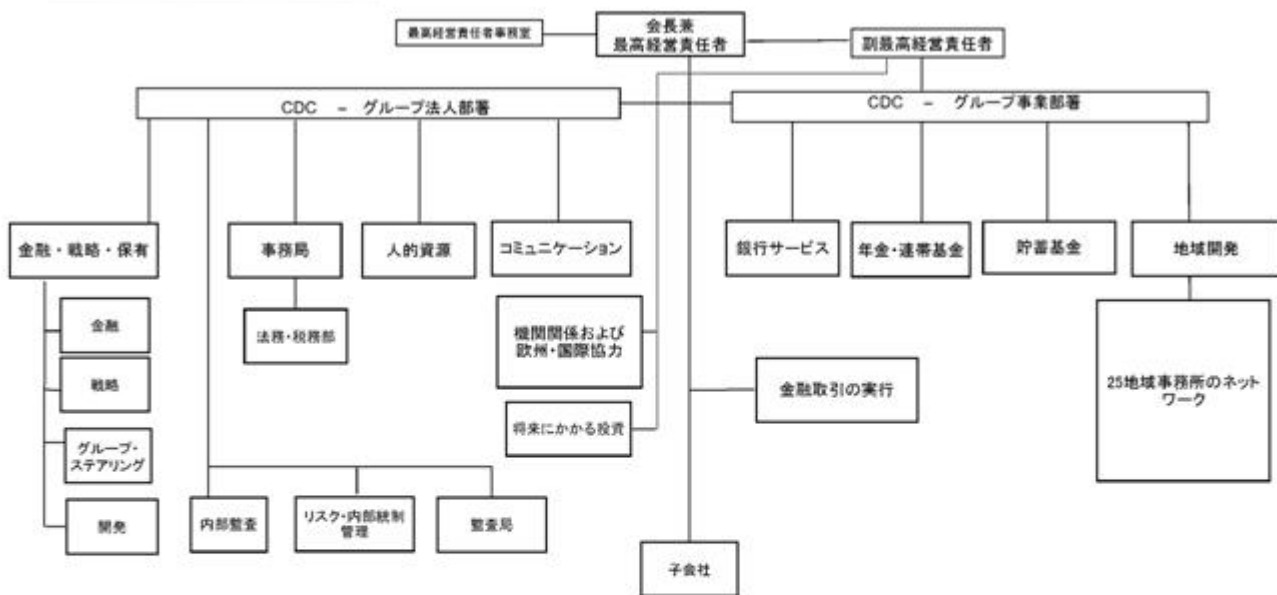 最高経営責任者事務室
会長兼
最高経営責任者
副最高経営責任者
CDC － グループ法人部署
CDC － グループ事業部署
金融・戦略・保有
事務局
人的資源
コミュニケーション
銀行サービス
年金・連帯基金
貯蓄基金
地域開発
金融
法務・税務部
機関関係および
欧州・国際協力
戦略
金融取引の実行
25地域事務所のネット
ワーク
将来にかかる投資
グループ・
ステアリング
開発
内部監査
リスク・内部統制
管理
監査局
子会社